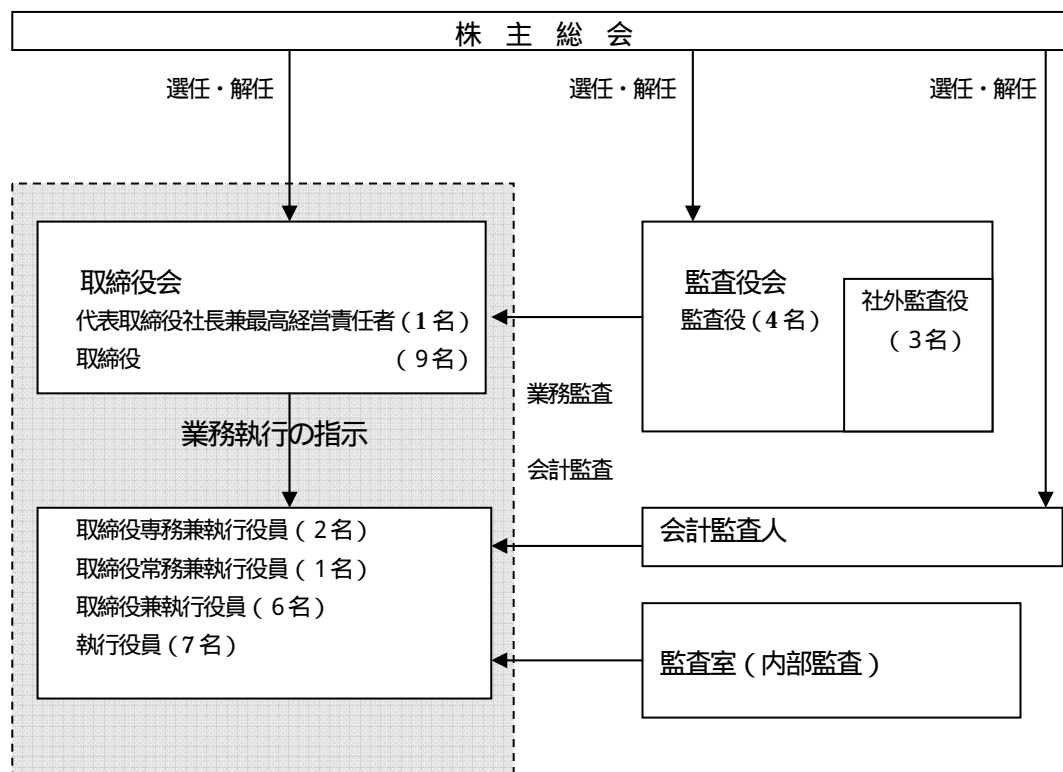 株 主 総 会
選任・解任
選任・解任
選任・解任
取締役会
代表取締役社長兼最高経営責任者(1名)
取締役 (9名)
監査役会
監査役(4名)
社外監査役
(3名)
業務監査
業務執行の指示
会計監査
取締役専務兼執行役員(2名)
取締役常務兼執行役員(1名)
取締役兼執行役員(6名)
執行役員(7名)
会計監査人
監査室(内部監査)